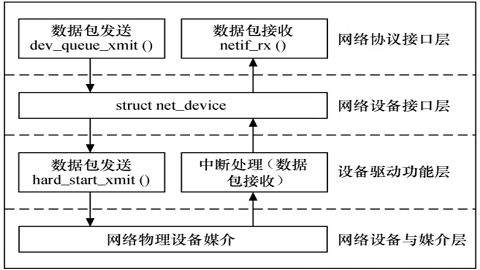 数据包发送
dev_queue_xmit ()
数据包接收
netif_rx ()
网络协议接口层
struct net_device
网络设备接口层
数据包发送
hard_start_xmit ()
中断处理（数据
包接收）
设备驱动功能层
网络物理设备媒介
网络设备与媒介层